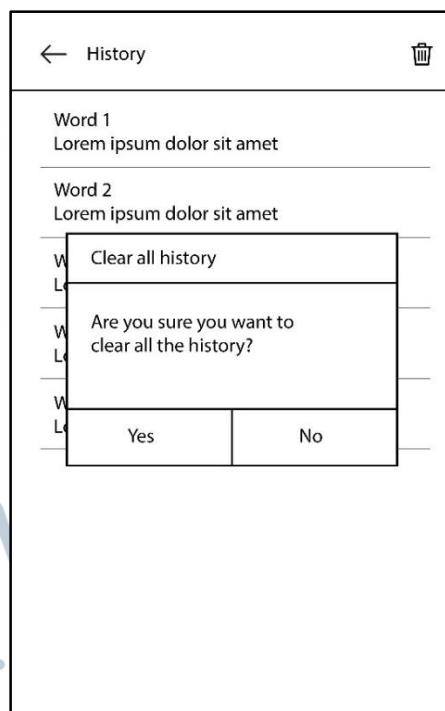 History
Word 1
Lorem ipsum dolor sit amet
Word 2
Lorem ipsum dolor sit amet
Clear all history
Are you sure you want to
clear all the history?
Yes
No